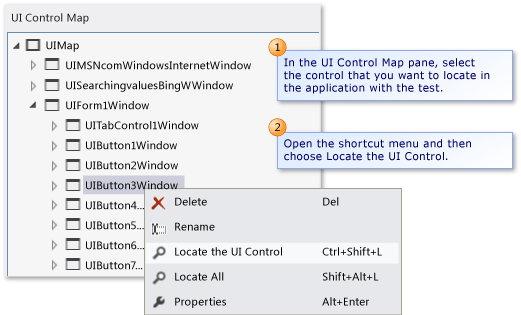 UI Control Map
UIMap
UIMSNcomWindowsInternetWindow
UISearchingvaluesBingWWindow
UIForm1Window
UITabControl1Window
UIButton1Window
UIButton2Window
UIButton3Window
UIButton4...
UIButton5...
UIButton6...
UIButton7...
Delete Del
Rename
Locate the UI Control Ctrl+Shift+L
Locate All Shift+Alt+L
Properties Alt+Enter
1
In the UI Control Map pane, select
the control that you want to locate in
the application with the test.
2
Open the shortcut menu and then
choose Locate the UI Control.